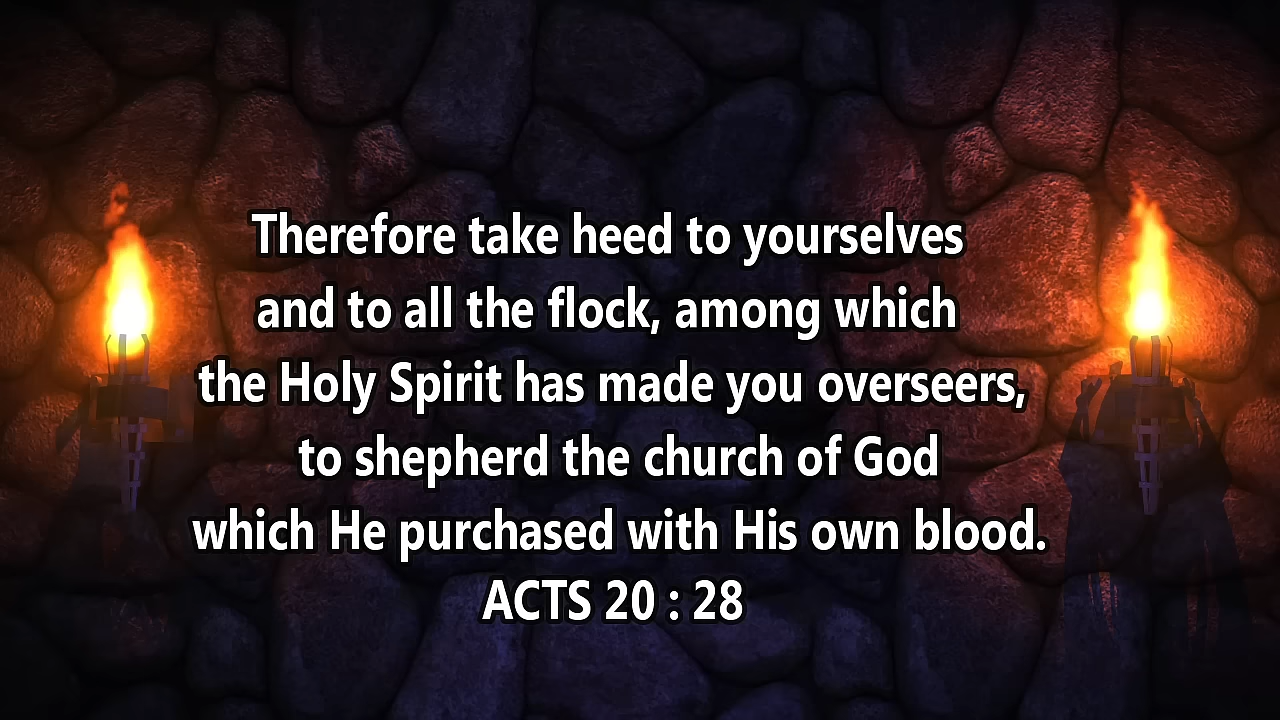 Therefore take heed to yourselves
and to all the flock, among which
the Holy Spirit has made you overseers,
to shepherd the church of God
which He purchased with His own blood.
ACTS 20 : 28